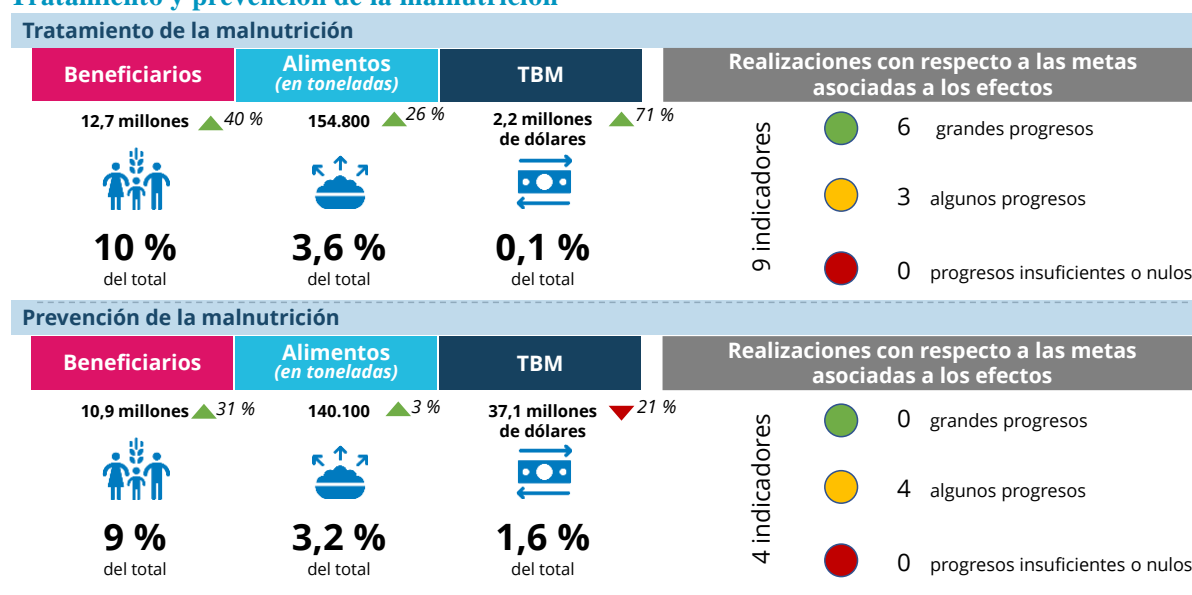 Tratamiento y prevención de la malnutrición
Tratamiento de la malnutrición
Beneficiarios
Alimentos
(en toneladas)
TBM
Realizaciones con respecto a las metas
asociadas a los efectos
12,7 millones 40 %
154.800 26 %
2,2 millones
de dólares
71 %
10 %
del total
3,6 %
del total
0,1 %
del total
9 indicadores
6 grandes progresos
3 algunos progresos
0 progresos insuficientes o nulos
Prevención de la malnutrición
Beneficiarios
Alimentos
(en toneladas)
TBM
Realizaciones con respecto a las metas
asociadas a los efectos
10,9 millones 31 %
140.100 3 %
37,1 millones
de dólares
21 %
9 %
del total
3,2 %
del total
1,6 %
del total
4 indicadores
0 grandes progresos
4 algunos progresos
0 progresos insuficientes o nulos